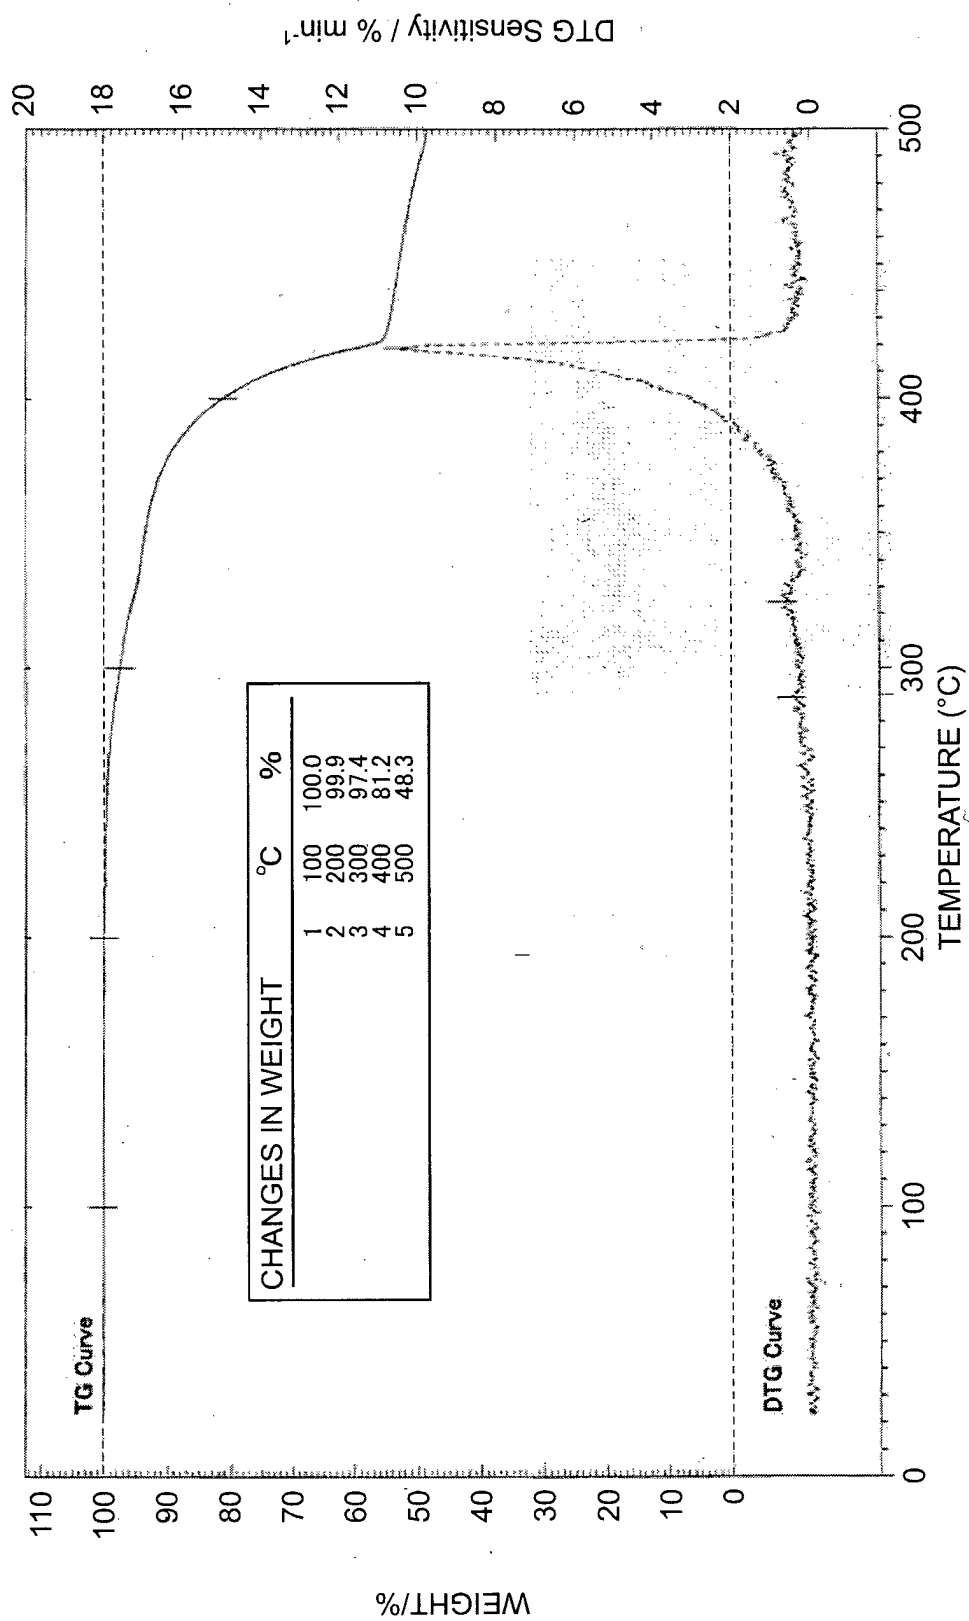 DTG Sensitivity / % min⁻¹
20
18
16
14
12
10
8
6
4
2
0
TG Curve
CHANGES IN WEIGHT °C %
1 100 100.0
2 200 99.9
3 300 97.4
4 400 81.2
5 500 48.3
DTG Curve
110
100
90
80
70
60
50
40
30
20
10
0
WEIGHT/%
0
100
200
300
400
500
TEMPERATURE (°C)